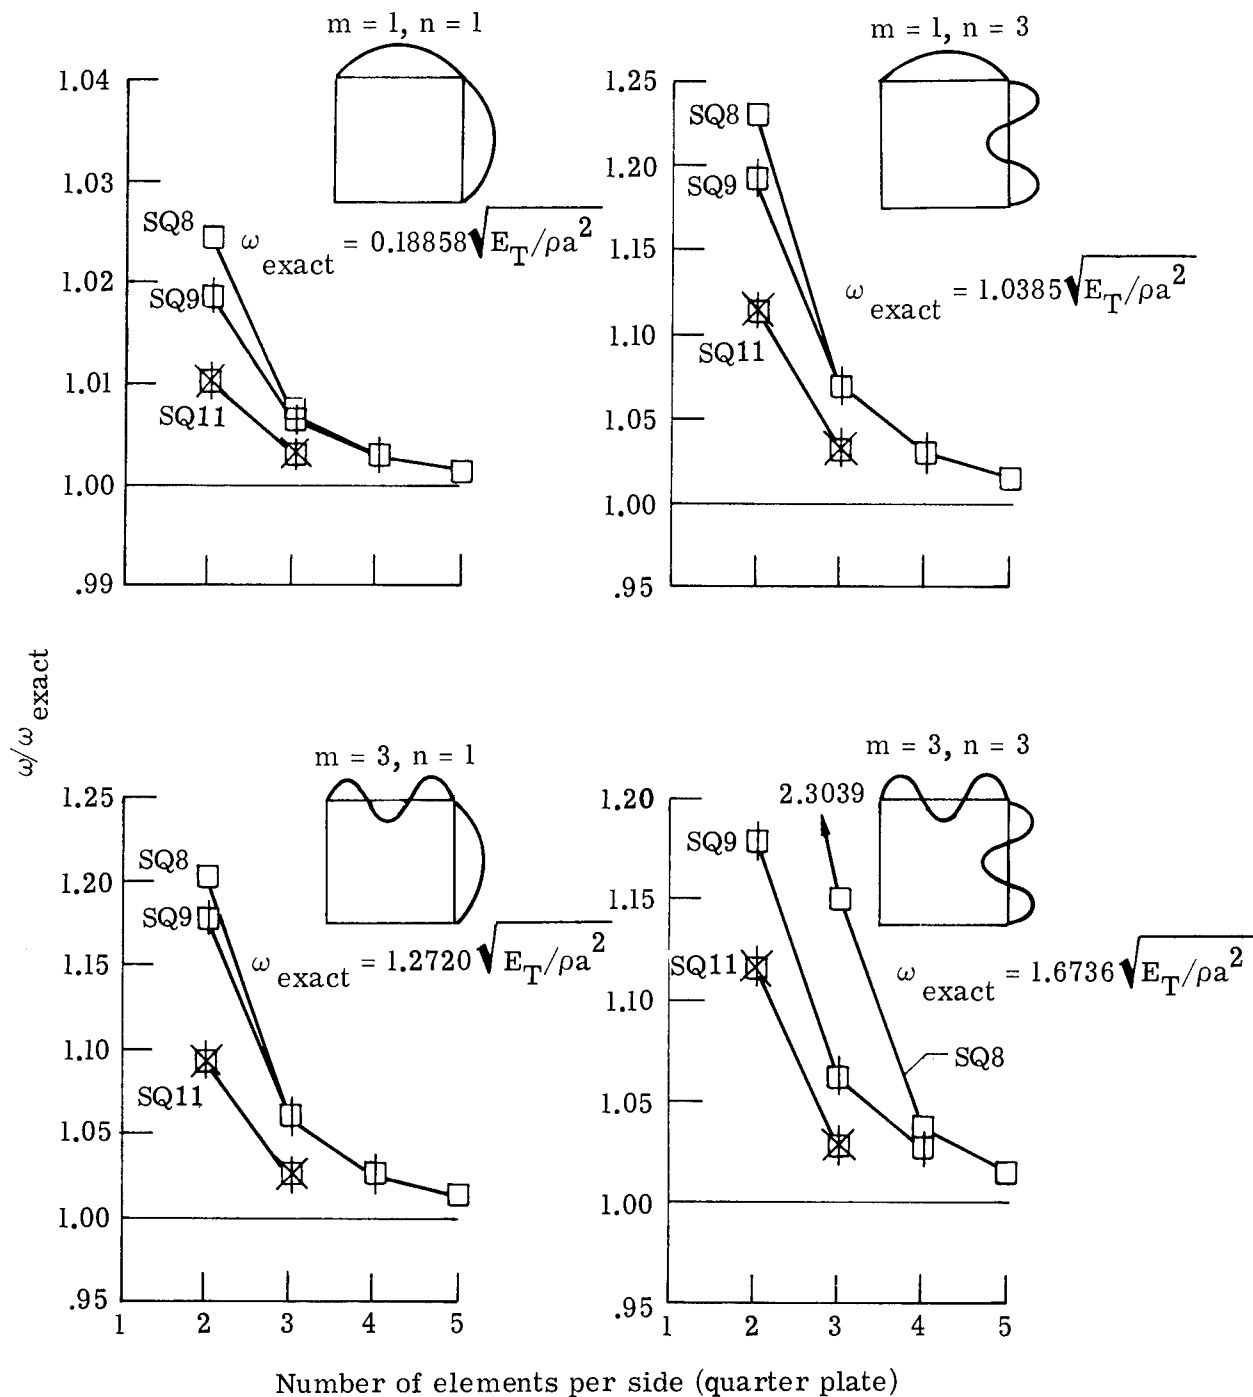 m = 1, n = 1
1.04
1.03
SQ8
ω exact = 0.18858 √E_T/ρa²
1.02
SQ9
1.01
SQ11
1.00
.99
m = 1, n = 3
1.25
SQ8
1.20
SQ9
1.15
ω exact = 1.0385 √E_T/ρa²
1.10
SQ11
1.05
1.00
.95
ω/ω exact
m = 3, n = 1
1.25
SQ8
1.20
SQ9
ω exact = 1.2720 √E_T/ρa²
1.15
1.10
SQ11
1.05
1.00
.95
1 2 3 4 5
m = 3, n = 3
1.20
2.3039
SQ9
1.15
SQ11
ω exact = 1.6736 √E_T/ρa²
1.10
SQ8
1.05
1.00
.95
1 2 3 4 5
Number of elements per side (quarter plate)